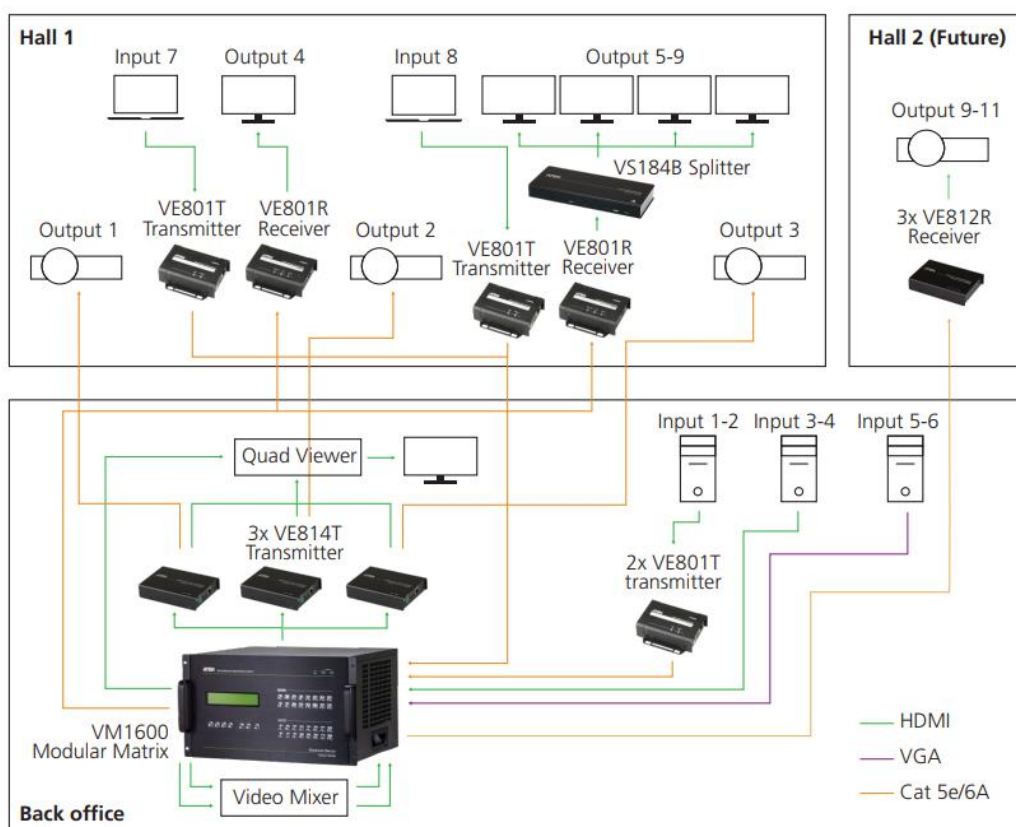 Hall 1
Hall 2 (Future)
Input 7
Output 4
Input 8
Output 5-9
Output 9-11
VS184B Splitter
VE801T
Transmitter
VE801R
Receiver
Output 1
Output 2
VE801T
Transmitter
VE801R
Receiver
Output 3
3x VE812R
Receiver
Input 1-2
Input 3-4
Input 5-6
Quad Viewer
3x VE814T
Transmitter
2x VE801T
transmitter
VM1600
Modular Matrix
Video Mixer
HDMI
VGA
Cat 5e/6A
Back office